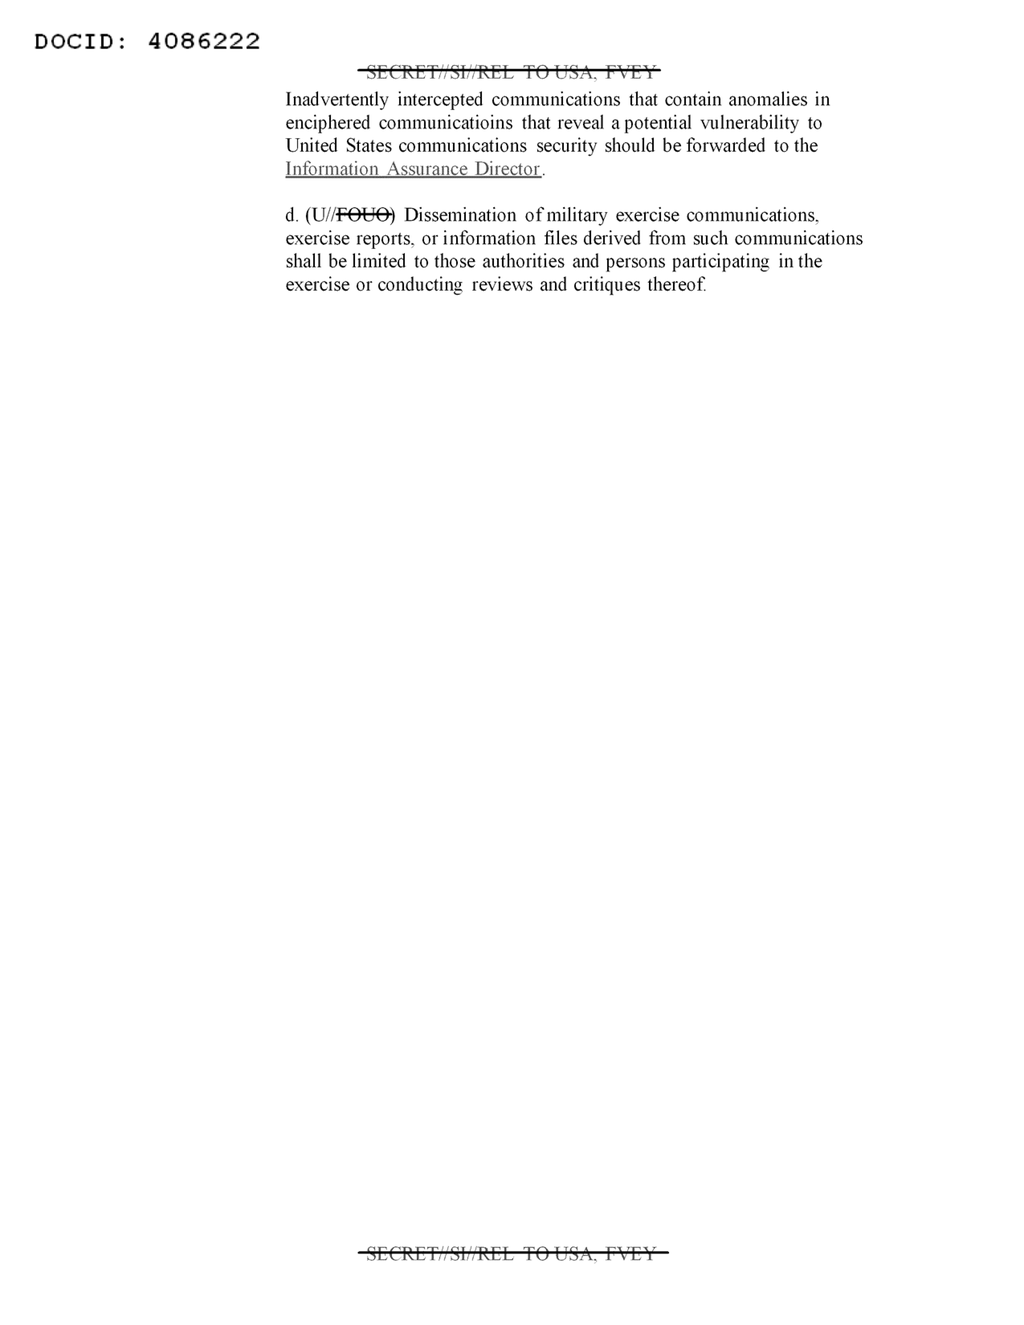 DOCID: 4086222
SECRET//SI//REL TO USA, FVEY
Inadvertently intercepted communications that contain anomalies in
enciphered communicatioins that reveal a potential vulnerability to
United States communications security should be forwarded to the
Information Assurance Director.
d. (U//FOUO) Dissemination of military exercise communications,
exercise reports, or information files derived from such communications
shall be limited to those authorities and persons participating in the
exercise or conducting reviews and critiques thereof.
SECRET//SI//REL TO USA, FVEY